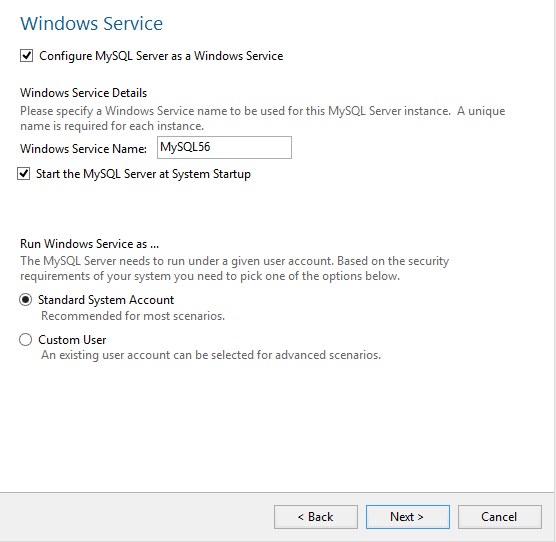 Windows Service
Configure MySQL Server as a Windows Service
Windows Service Details
Please specify a Windows Service name to be used for this MySQL Server instance.  A unique
name is required for each instance.
Windows Service Name: MySQL56
Start the MySQL Server at System Startup
Run Windows Service as ...
The MySQL Server needs to run under a given user account. Based on the security
requirements of your system you need to pick one of the options below.
Standard System Account
Recommended for most scenarios.
Custom User
An existing user account can be selected for advanced scenarios.
< Back Next > Cancel